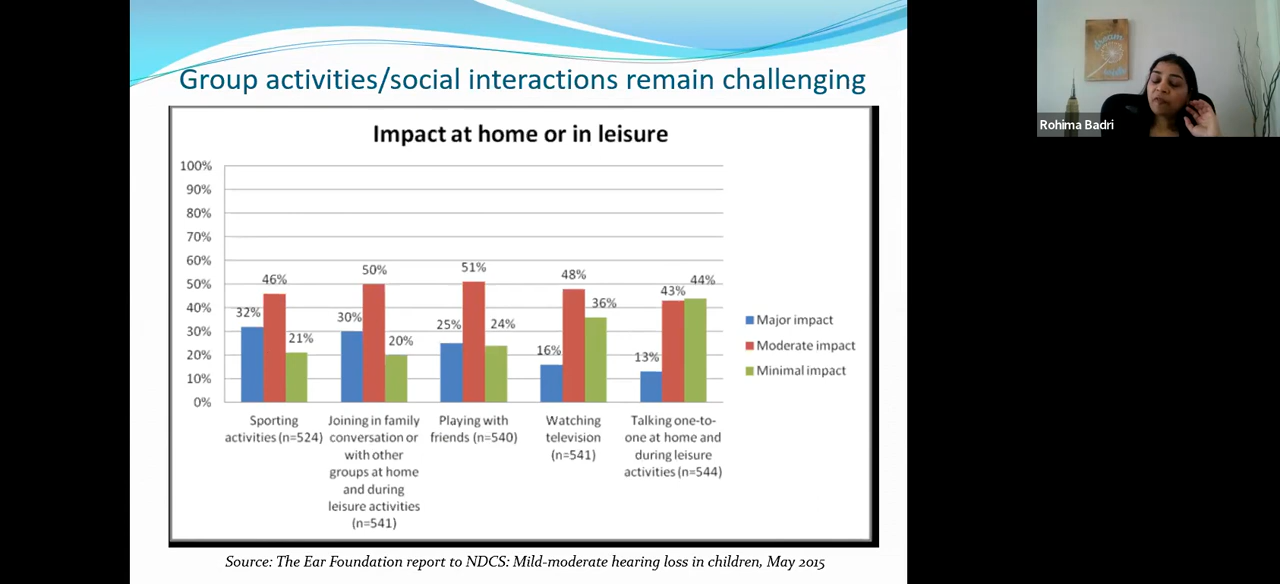 Group activities/social interactions remain challenging
Impact at home or in leisure
100%
90%
80%
70%
60%
50%
40%
30%
20%
10%
0%
32%
46%
21%
30%
50%
20%
25%
51%
24%
16%
48%
36%
13%
43%
44%
Sporting
activities (n=524)
Joining in family
conversation or
with other
groups at home
and during
leisure activities
(n=541)
Playing with
friends (n=540)
Watching
television
(n=541)
Talking one-to-
one at home and
during leisure
activities (n=544)
Major impact
Moderate impact
Minimal impact
Source: The Ear Foundation report to NDCS: Mild-moderate hearing loss in children, May 2015
dream
Rohima Badri